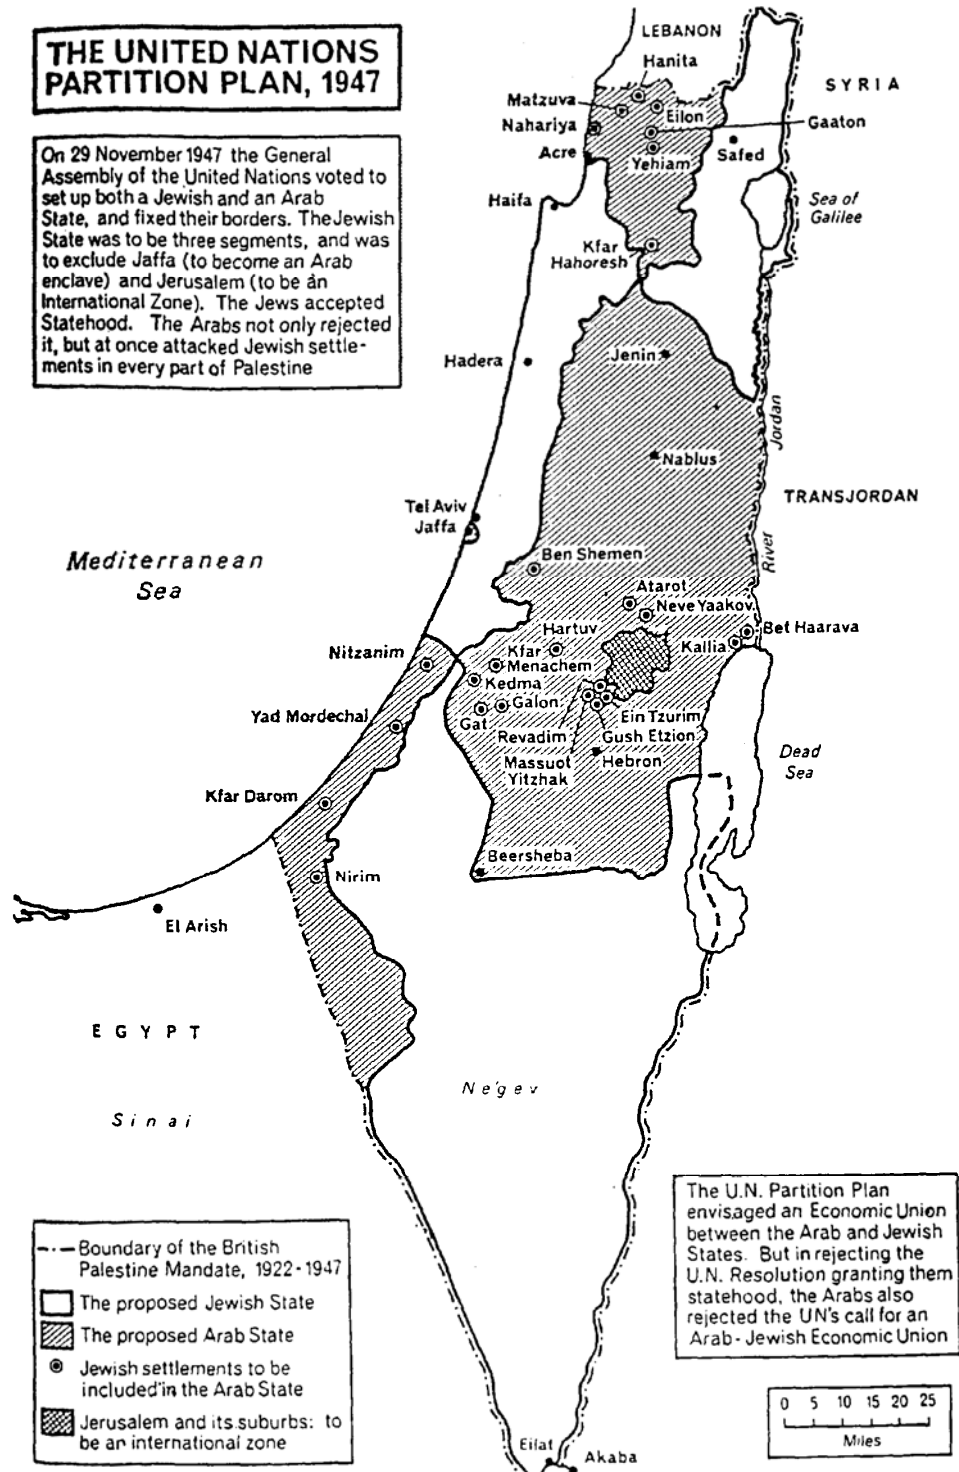 THE UNITED NATIONS
PARTITION PLAN, 1947
On 29 November 1947 the General
Assembly of the United Nations voted to
set up both a Jewish and an Arab
State, and fixed their borders. The Jewish
State was to be three segments, and was
to exclude Jaffa (to become an Arab
enclave) and Jerusalem (to be an
International Zone). The Jews accepted
Statehood. The Arabs not only rejected
it, but at once attacked Jewish settle-
ments in every part of Palestine
LEBANON
Hanita
SYRIA
Matzuva
Eilon
Nahariya
Gaaton
Acre
Yehiam
Safed
Haifa
Sea of
Galilee
Kfar
Hahoresh
Hadera
Jenin
Jordan
Nablus
TRANSJORDAN
Tel Aviv
Jaffa
River
Mediterranean
Sea
Ben Shemen
Atarot
Neve Yaakov
Hartuv
Bet Haarava
Kallia
Nitzanim
Kfar
Menachem
Kedma
Galon
Gat
Yad Mordechai
Revadim
Ein Tzurim
Gush Etzion
Massuot
Yitzhak
Hebron
Dead
Sea
Kfar Darom
Beersheba
Nirim
El Arish
EGYPT
Negev
Sinai
The U.N. Partition Plan
envisaged an Economic Union
between the Arab and Jewish
States. But in rejecting the
U.N. Resolution granting them
statehood, the Arabs also
rejected the UN's call for an
Arab-Jewish Economic Union
Boundary of the British
Palestine Mandate, 1922-1947
The proposed Jewish State
The proposed Arab State
Jewish settlements to be
included in the Arab State
Jerusalem and its suburbs: to
be an international zone
0 5 10 15 20 25
Miles
Eilat
Akaba